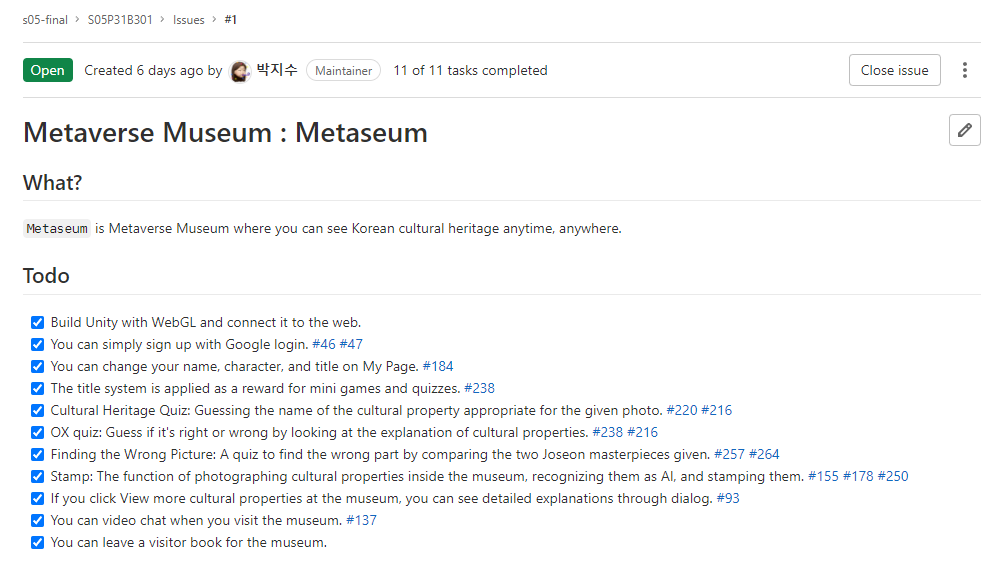 s05-final > S05P31B301 > Issues > #1
Open Created 6 days ago by 박지수 Maintainer 11 of 11 tasks completed Close issue
Metaverse Museum : Metaseum
What?
Metaseum is Metaverse Museum where you can see Korean cultural heritage anytime, anywhere.
Todo
Build Unity with WebGL and connect it to the web.
You can simply sign up with Google login. #46 #47
You can change your name, character, and title on My Page. #184
The title system is applied as a reward for mini games and quizzes. #238
Cultural Heritage Quiz: Guessing the name of the cultural property appropriate for the given photo. #220 #216
OX quiz: Guess if it's right or wrong by looking at the explanation of cultural properties. #238 #216
Finding the Wrong Picture: A quiz to find the wrong part by comparing the two Joseon masterpieces given. #257 #264
Stamp: The function of photographing cultural properties inside the museum, recognizing them as AI, and stamping them. #155 #178 #250
If you click View more cultural properties at the museum, you can see detailed explanations through dialog. #93
You can video chat when you visit the museum. #137
You can leave a visitor book for the museum.